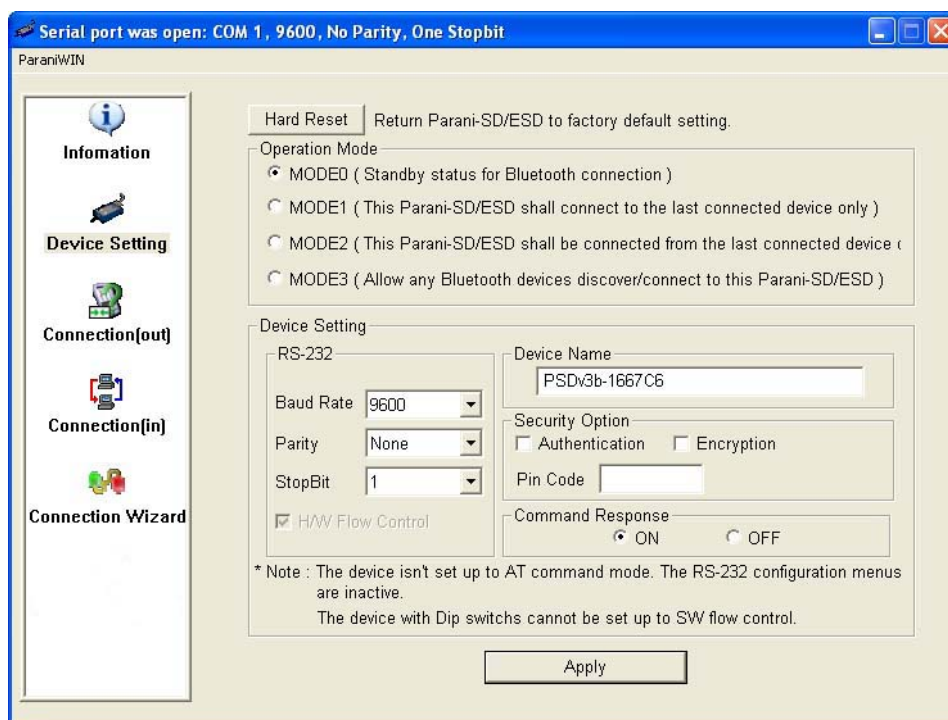 Serial port was open: COM 1, 9600, No Parity, One Stopbit
ParaniWIN
Infomation
Device Setting
Connection(out)
Connection(in)
Connection Wizard
Hard Reset Return Parani-SD/ESD to factory default setting.
Operation Mode
MODE0 ( Standby status for Bluetooth connection )
MODE1 ( This Parani-SD/ESD shall connect to the last connected device only )
MODE2 ( This Parani-SD/ESD shall be connected from the last connected device
MODE3 ( Allow any Bluetooth devices discover/connect to this Parani-SD/ESD )
Device Setting
RS-232
Baud Rate 9600
Parity None
StopBit 1
H/W Flow Control
Device Name
PSDv3b-1667C6
Security Option
Authentication Encryption
Pin Code
Command Response
ON OFF
* Note : The device isn't set up to AT command mode. The RS-232 configuration menus
are inactive.
The device with Dip switchs cannot be set up to SW flow control.
Apply